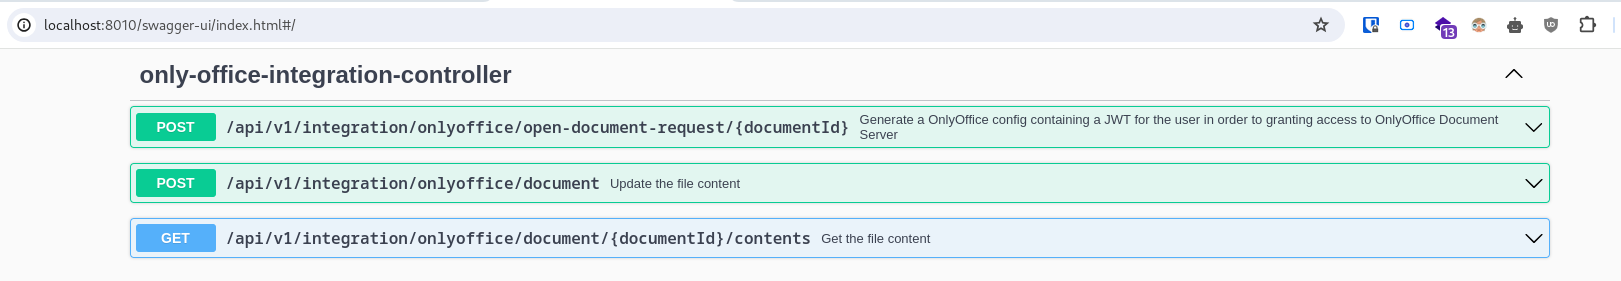 localhost:8010/swagger-ui/index.html#/
13
UD
only-office-integration-controller
POST /api/v1/integration/onlyoffice/open-document-request/{documentId} Generate a OnlyOffice config containing a JWT for the user in order to granting access to OnlyOffice Document
Server
POST /api/v1/integration/onlyoffice/document Update the file content
GET /api/v1/integration/onlyoffice/document/{documentId}/contents Get the file content